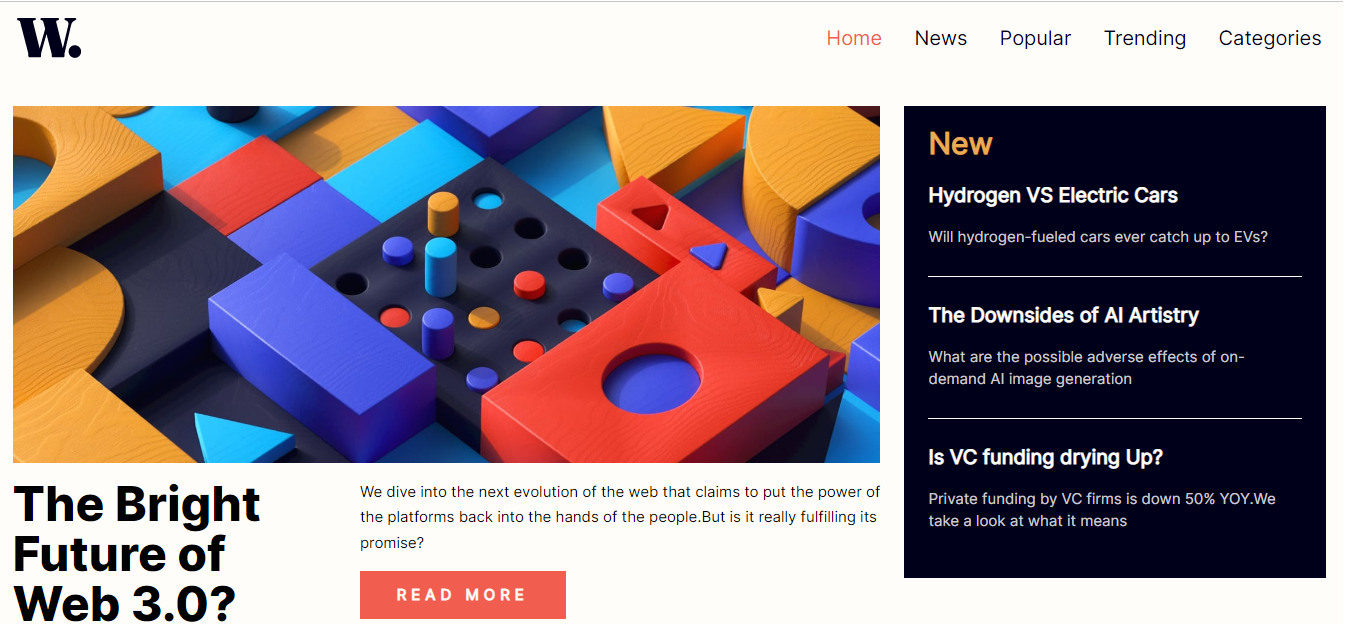 W.
Home News Popular Trending Categories
New
Hydrogen VS Electric Cars
Will hydrogen-fueled cars ever catch up to EVs?
The Downsides of AI Artistry
What are the possible adverse effects of on-
demand AI image generation
Is VC funding drying Up?
Private funding by VC firms is down 50% YOY.We
take a look at what it means
The Bright
Future of
Web 3.0?
We dive into the next evolution of the web that claims to put the power of
the platforms back into the hands of the people.But is it really fulfilling its
promise?
READ MORE